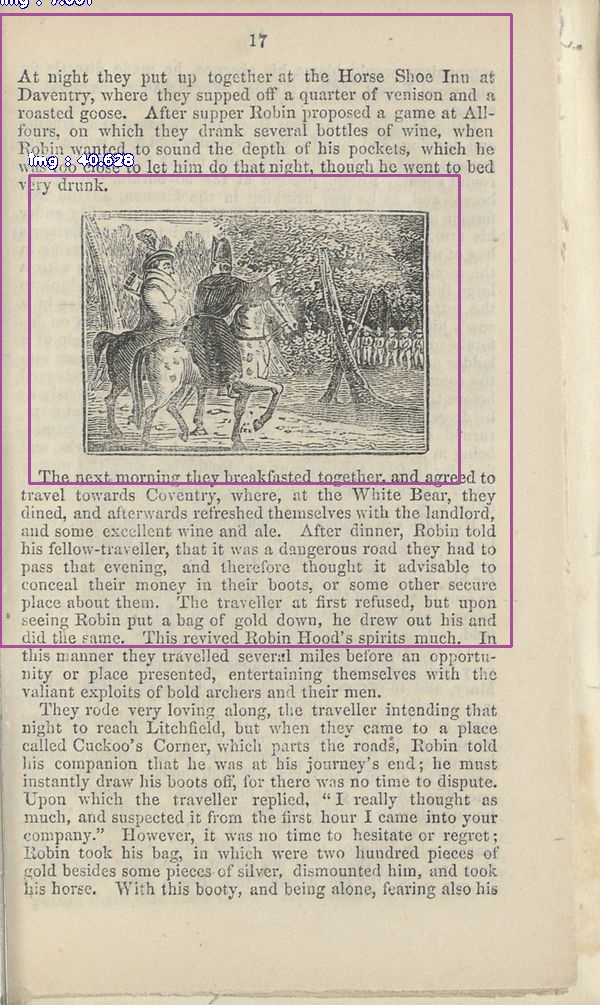 img : 7.661
17
At night they put up together at the Horse Shoe Inn at
Daventry, where they supped off a quarter of venison and a
roasted goose. After supper Robin proposed a game at All-
fours, on which they drank several bottles of wine, when
Robin wanted to sound the depth of his pockets, which he
img : 40.628
was too close to let him do that night, though he went to bed
very drunk.
The next morning they breakfasted together, and agreed to
travel towards Coventry, where, at the White Bear, they
dined, and afterwards refreshed themselves with the landlord,
and some excellent wine and ale. After dinner, Robin told
his fellow-traveller, that it was a dangerous road they had to
pass that evening, and therefore thought it advisable to
conceal their money in their boots, or some other secure
place about them. The traveller at first refused, but upon
seeing Robin put a bag of gold down, he drew out his and
did the same. This revived Robin Hood's spirits much. In
this manner they travelled several miles before an opportu-
nity or place presented, entertaining themselves with the
valiant exploits of bold archers and their men.
They rode very loving along, the traveller intending that
night to reach Litchfield, but when they came to a place
called Cuckoo's Corner, which parts the roads, Robin told
his companion that he was at his journey's end; he must
instantly draw his boots off, for there was no time to dispute.
Upon which the traveller replied, "I really thought as
much, and suspected it from the first hour I came into your
company." However, it was no time to hesitate or regret;
Robin took his bag, in which were two hundred pieces of
gold besides some pieces of silver, dismounted him, and took
his horse. With this booty, and being alone, fearing also his